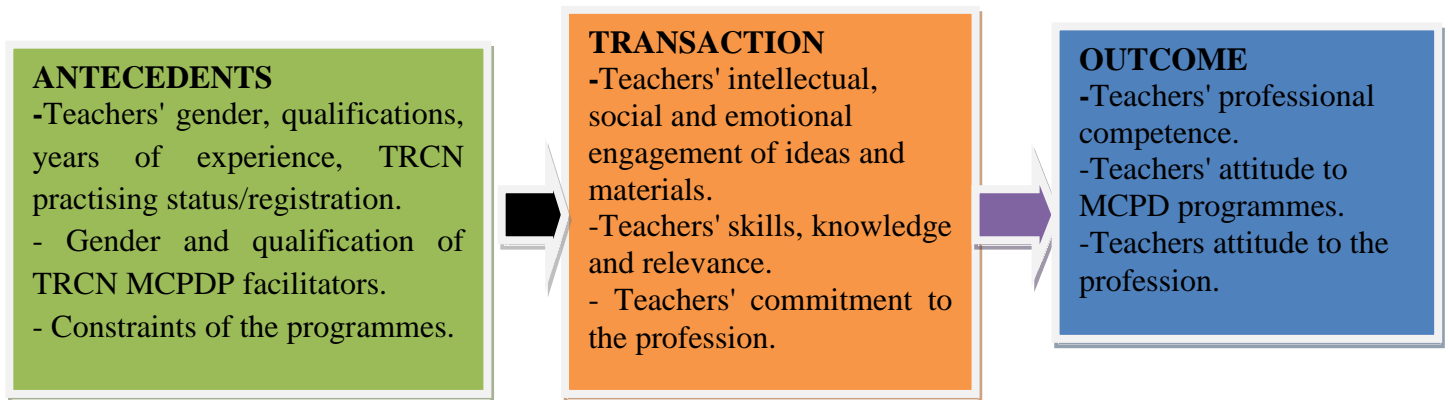 ANTECEDENTS
-Teachers' gender, qualifications,
years of experience, TRCN
practising status/registration.
- Gender and qualification of
TRCN MCPDP facilitators.
- Constraints of the programmes.
TRANSACTION
-Teachers' intellectual,
social and emotional
engagement of ideas and
materials.
-Teachers' skills, knowledge
and relevance.
- Teachers' commitment to
the profession.
OUTCOME
-Teachers' professional
competence.
-Teachers' attitude to
MCPD programmes.
-Teachers attitude to the
profession.